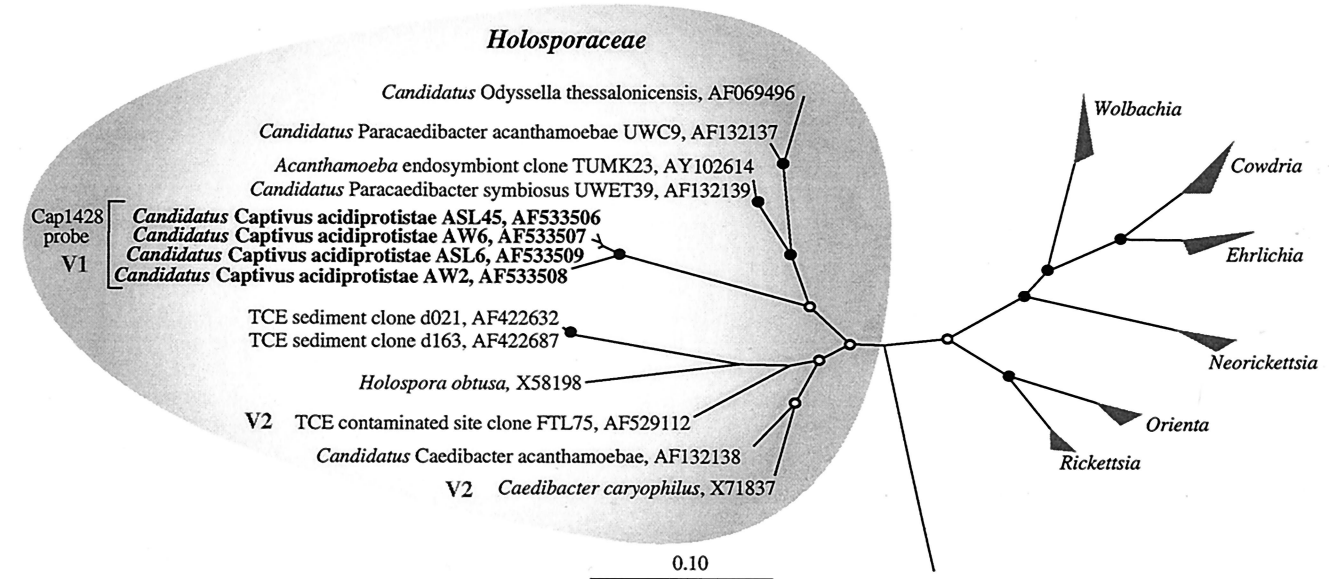 Holosporaceae
Candidatus Odyssella thessalonicensis, AF069496
Candidatus Paracaedibacter acanthamoebae UWC9, AF132137
Acanthamoeba endosymbiont clone TUMK23, AY102614
Candidatus Paracaedibacter symbiosus UWET39, AF132139
Cap1428
probe
V1
Candidatus Captivus acidiprotistae ASL45, AF533506
Candidatus Captivus acidiprotistae AW6, AF533507
Candidatus Captivus acidiprotistae ASL6, AF533509
Candidatus Captivus acidiprotistae AW2, AF533508
TCE sediment clone d021, AF422632
TCE sediment clone d163, AF422687
Holospora obtusa, X58198
V2 TCE contaminated site clone FTL75, AF529112
Candidatus Caedibacter acanthamoebae, AF132138
V2 Caedibacter caryophilus, X71837
0.10
Wolbachia
Cowdria
Ehrlichia
Neorickettsia
Orienta
Rickettsia